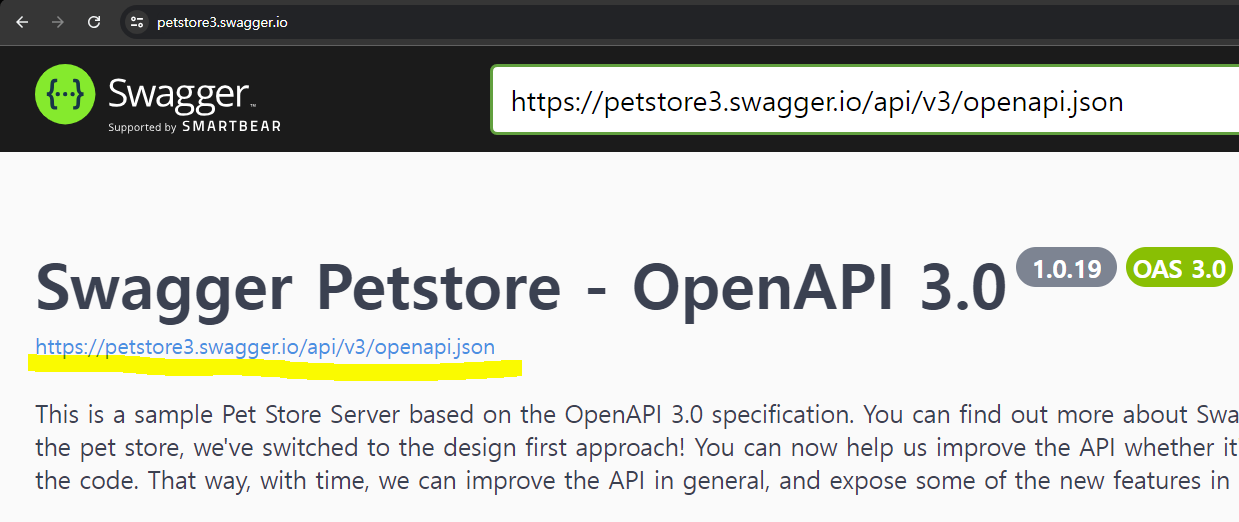 petstore3.swagger.io
Swagger™
Supported by SMARTBEAR
https://petstore3.swagger.io/api/v3/openapi.json
Swagger Petstore - OpenAPI 3.0 1.0.19 OAS 3.0
https://petstore3.swagger.io/api/v3/openapi.json
This is a sample Pet Store Server based on the OpenAPI 3.0 specification. You can find out more about Swa
the pet store, we've switched to the design first approach! You can now help us improve the API whether it
the code. That way, with time, we can improve the API in general, and expose some of the new features in